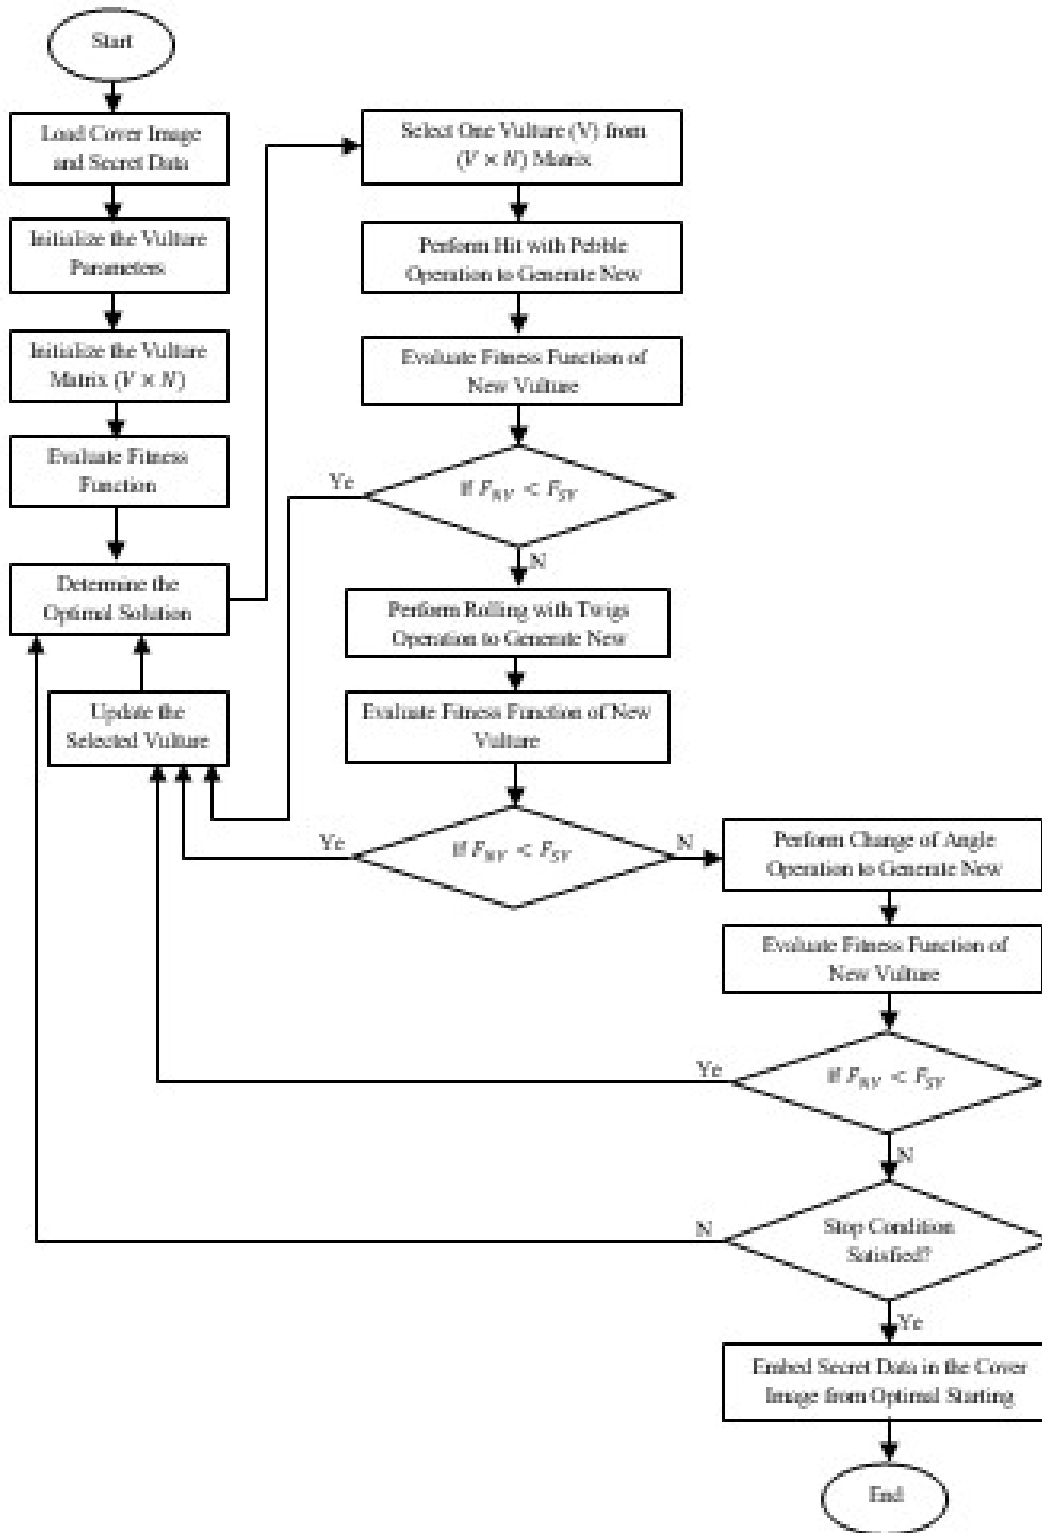 Start
Load Cover Image
and Secret Data
Initialize the Vulture
Parameters
Initialize the Vulture
Matrix (V × N)
Evaluate Fitness
Function
Determine the
Optimal Solution
Update the
Selected Vulture
Select One Vulture (V) from
(V × N) Matrix
Perform Hit with Pebble
Operation to Generate New
Evaluate Fitness Function of
New Vulture
If F_NV < F_SV
Ye
N
Perform Rolling with Twigs
Operation to Generate New
Evaluate Fitness Function of New
Vulture
If F_NV < F_SV
Ye
N
Perform Change of Angle
Operation to Generate New
Evaluate Fitness Function of
New Vulture
If F_NV < F_SV
Ye
N
Stop Condition
Satisfied?
N
Ye
Embed Secret Data in the Cover
Image from Optimal Starting
End